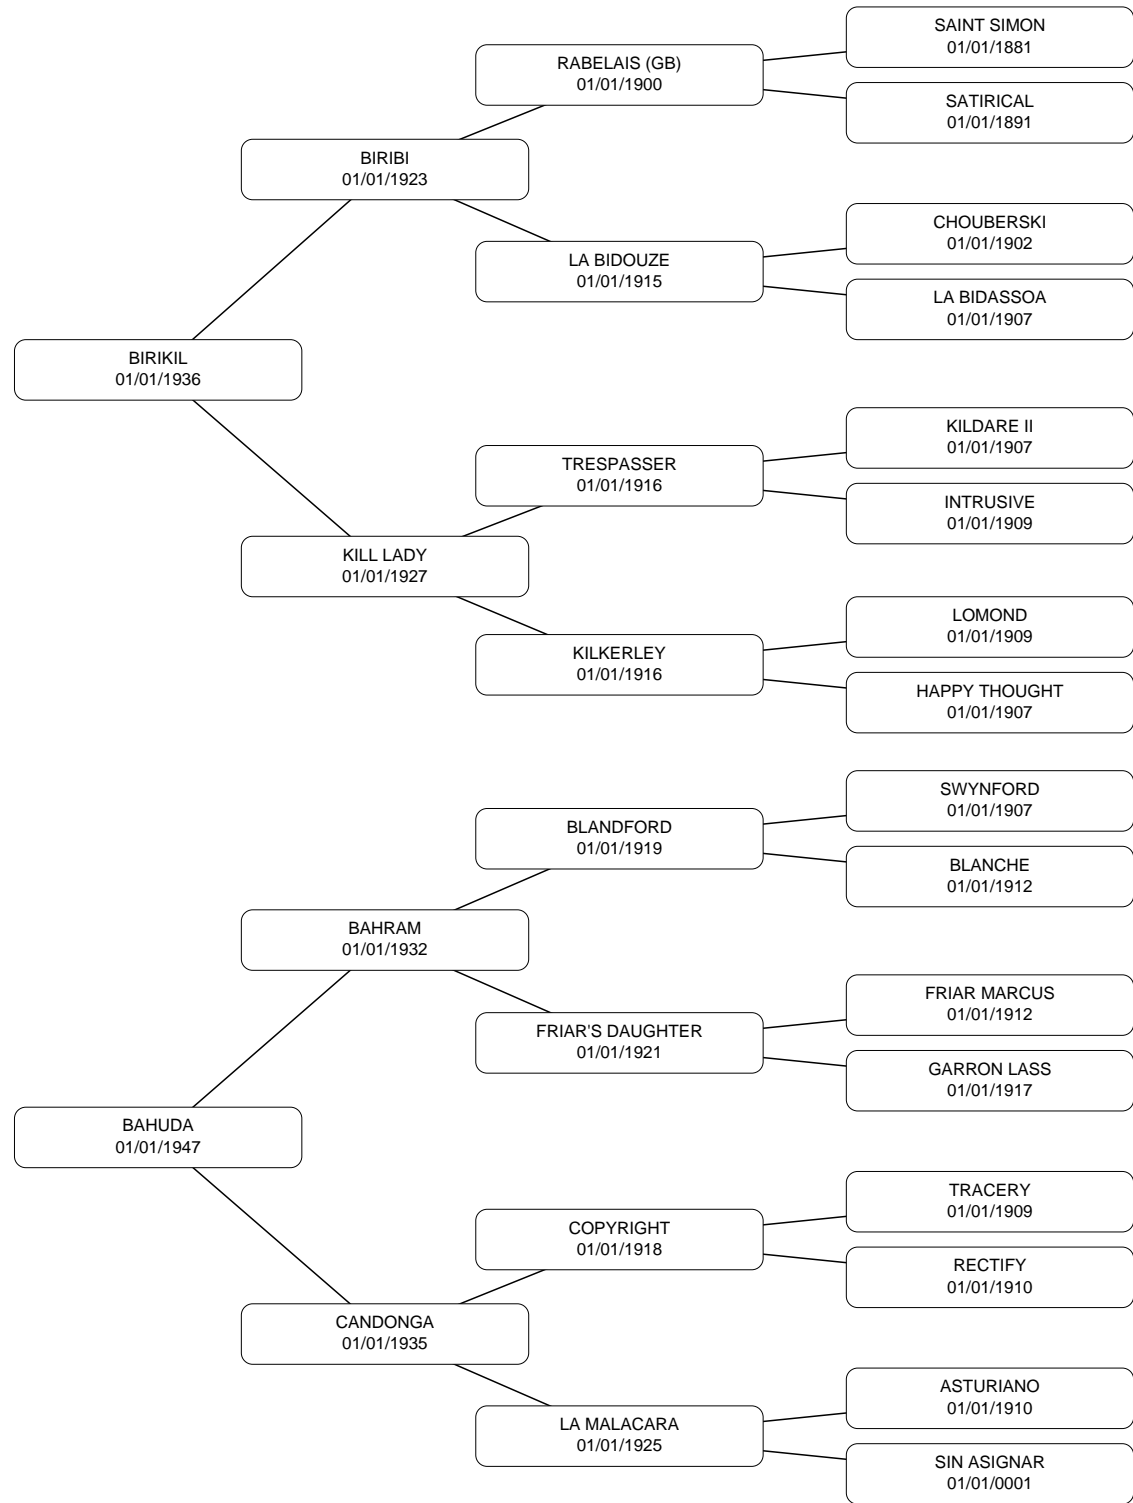 SAINT SIMON
01/01/1881
RABELAIS (GB)
01/01/1900
SATIRICAL
01/01/1891
BIRIBI
01/01/1923
CHOUBERSKI
01/01/1902
LA BIDOUZE
01/01/1915
LA BIDASSOA
01/01/1907
BIRIKIL
01/01/1936
KILDARE II
01/01/1907
TRESPASSER
01/01/1916
INTRUSIVE
01/01/1909
KILL LADY
01/01/1927
LOMOND
01/01/1909
KILKERLEY
01/01/1916
HAPPY THOUGHT
01/01/1907
SWYNFORD
01/01/1907
BLANDFORD
01/01/1919
BLANCHE
01/01/1912
BAHRAM
01/01/1932
FRIAR MARCUS
01/01/1912
FRIAR'S DAUGHTER
01/01/1921
GARRON LASS
01/01/1917
BAHUDA
01/01/1947
TRACERY
01/01/1909
COPYRIGHT
01/01/1918
RECTIFY
01/01/1910
CANDONGA
01/01/1935
ASTURIANO
01/01/1910
LA MALACARA
01/01/1925
SIN ASIGNAR
01/01/0001